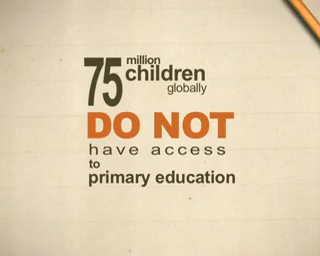 75 million
children
globally
DO NOT
have access
to
primary education